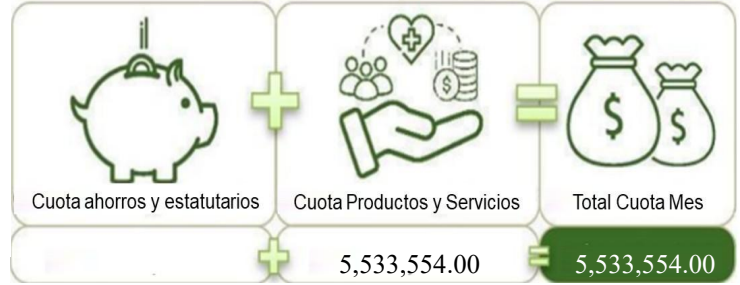 Cuota ahorros y estatutarios
Cuota Productos y Servicios
Total Cuota Mes
5,533,554.00
5,533,554.00